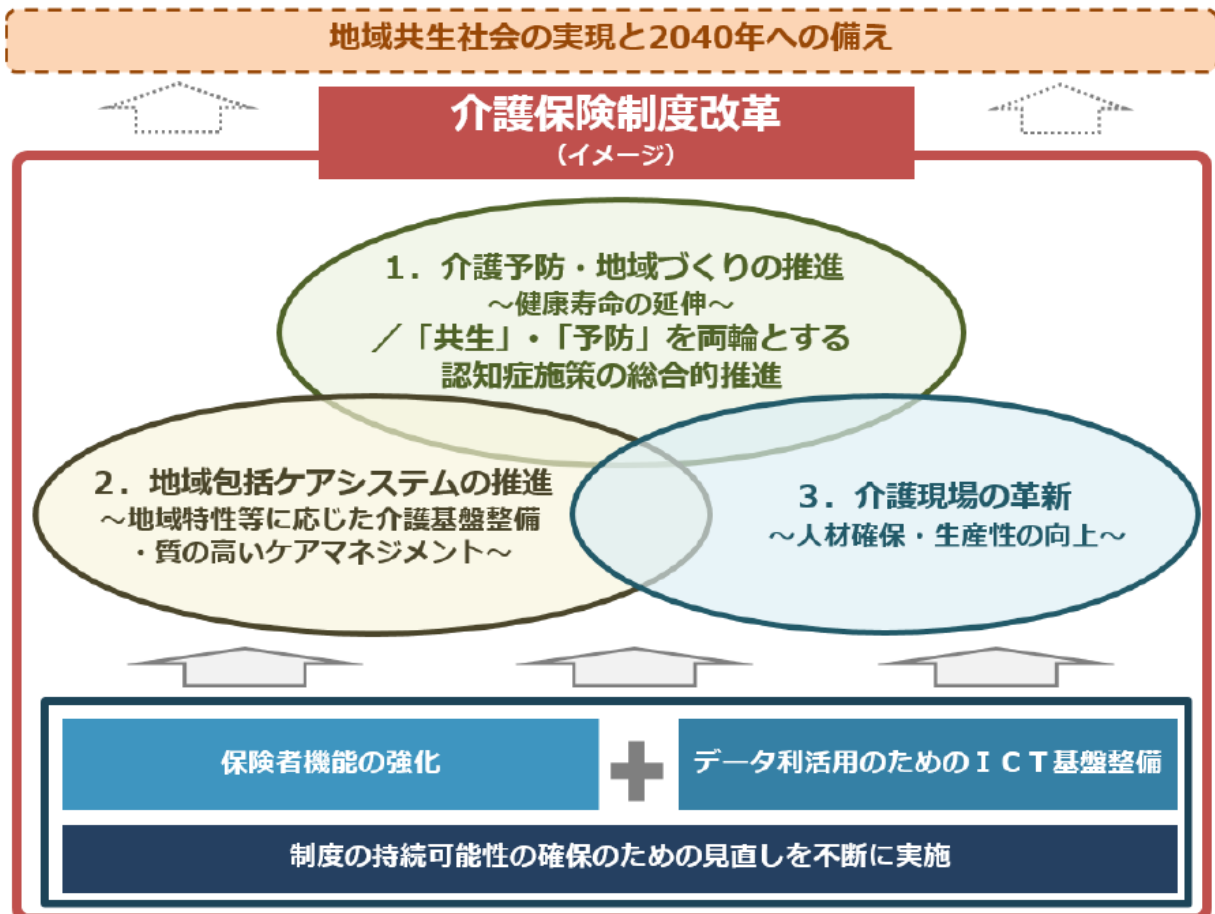 地域共生社会の実現と2040年への備え
介護保険制度改革
（イメージ）
１．介護予防・地域づくりの推進
～健康寿命の延伸～
／「共生」・「予防」を両輪とする
認知症施策の総合的推進
２．地域包括ケアシステムの推進
～地域特性等に応じた介護基盤整備
・質の高いケアマネジメント～
３．介護現場の革新
～人材確保・生産性の向上～
保険者機能の強化
データ利活用のためのＩＣＴ基盤整備
制度の持続可能性の確保のための見直しを不断に実施